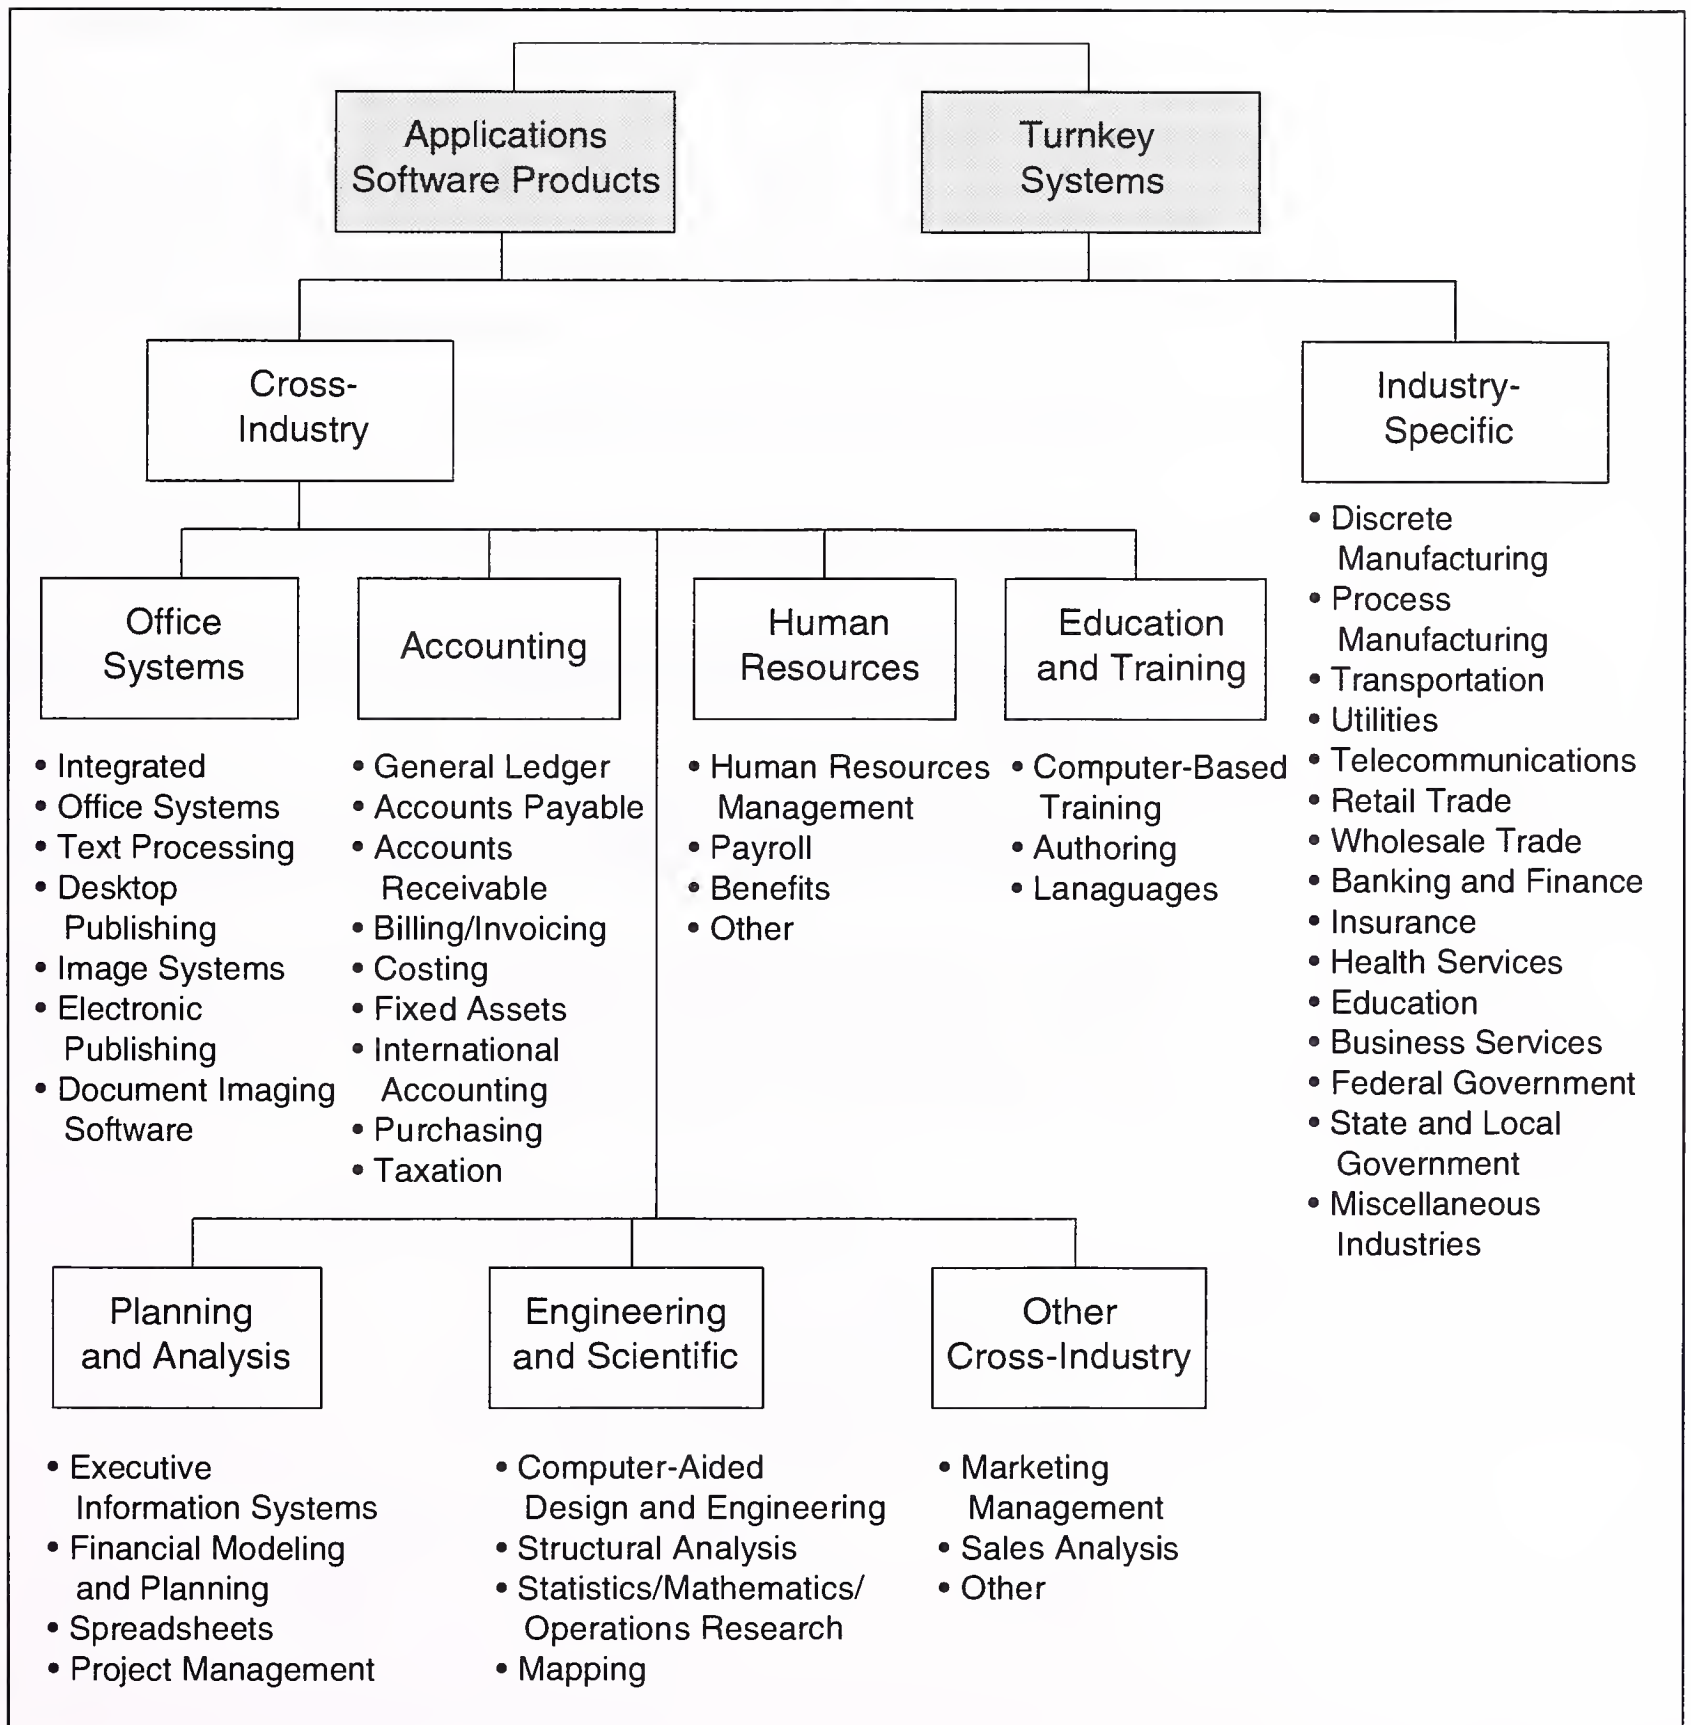 Applications
Software Products
Turnkey
Systems
Cross-
Industry
Industry-
Specific
• Discrete
Manufacturing
• Process
Manufacturing
• Transportation
• Utilities
• Telecommunications
• Retail Trade
• Wholesale Trade
• Banking and Finance
• Insurance
• Health Services
• Education
• Business Services
• Federal Government
• State and Local
Government
• Miscellaneous
Industries
Office
Systems
• Integrated
• Office Systems
• Text Processing
• Desktop
Publishing
• Image Systems
• Electronic
Publishing
• Document Imaging
Software
Accounting
• General Ledger
• Accounts Payable
• Accounts
Receivable
• Billing/Invoicing
• Costing
• Fixed Assets
• International
Accounting
• Purchasing
• Taxation
Human
Resources
• Human Resources
Management
• Payroll
• Benefits
• Other
Education
and Training
• Computer-Based
Training
• Authoring
• Lanaguages
Planning
and Analysis
• Executive
Information Systems
• Financial Modeling
and Planning
• Spreadsheets
• Project Management
Engineering
and Scientific
• Computer-Aided
Design and Engineering
• Structural Analysis
• Statistics/Mathematics/
Operations Research
• Mapping
Other
Cross-Industry
• Marketing
Management
• Sales Analysis
• Other